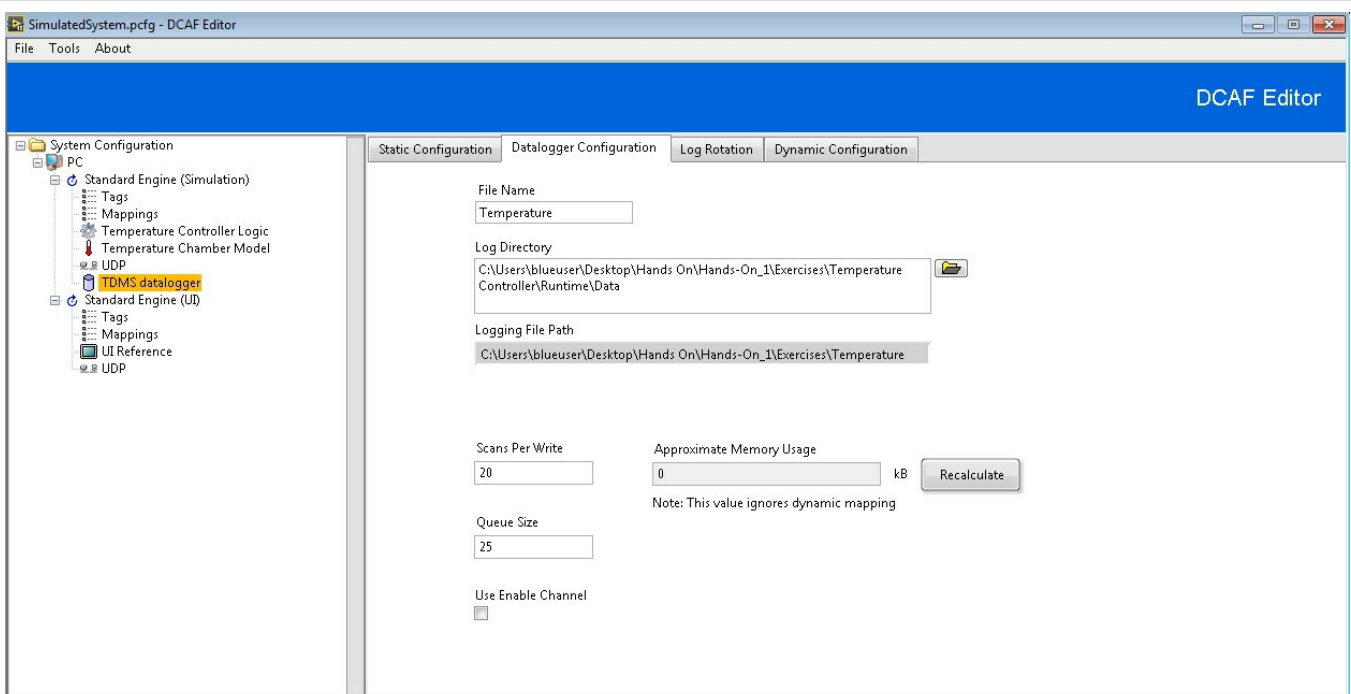 SimulatedSystem.pcfg - DCAF Editor
File Tools About
DCAF Editor
System Configuration
PC
Standard Engine (Simulation)
Tags
Mappings
Temperature Controller Logic
Temperature Chamber Model
UDP
TDMS datalogger
Standard Engine (UI)
Tags
Mappings
UI Reference
UDP
Static Configuration Datalogger Configuration Log Rotation Dynamic Configuration
File Name
Temperature
Log Directory
C:\Users\blueuser\Desktop\Hands On\Hands-On_1\Exercises\Temperature
Controller\Runtime\Data
Logging File Path
C:\Users\blueuser\Desktop\Hands On\Hands-On_1\Exercises\Temperature
Scans Per Write Approximate Memory Usage
20 0 kB Recalculate
Note: This value ignores dynamic mapping
Queue Size
25
Use Enable Channel